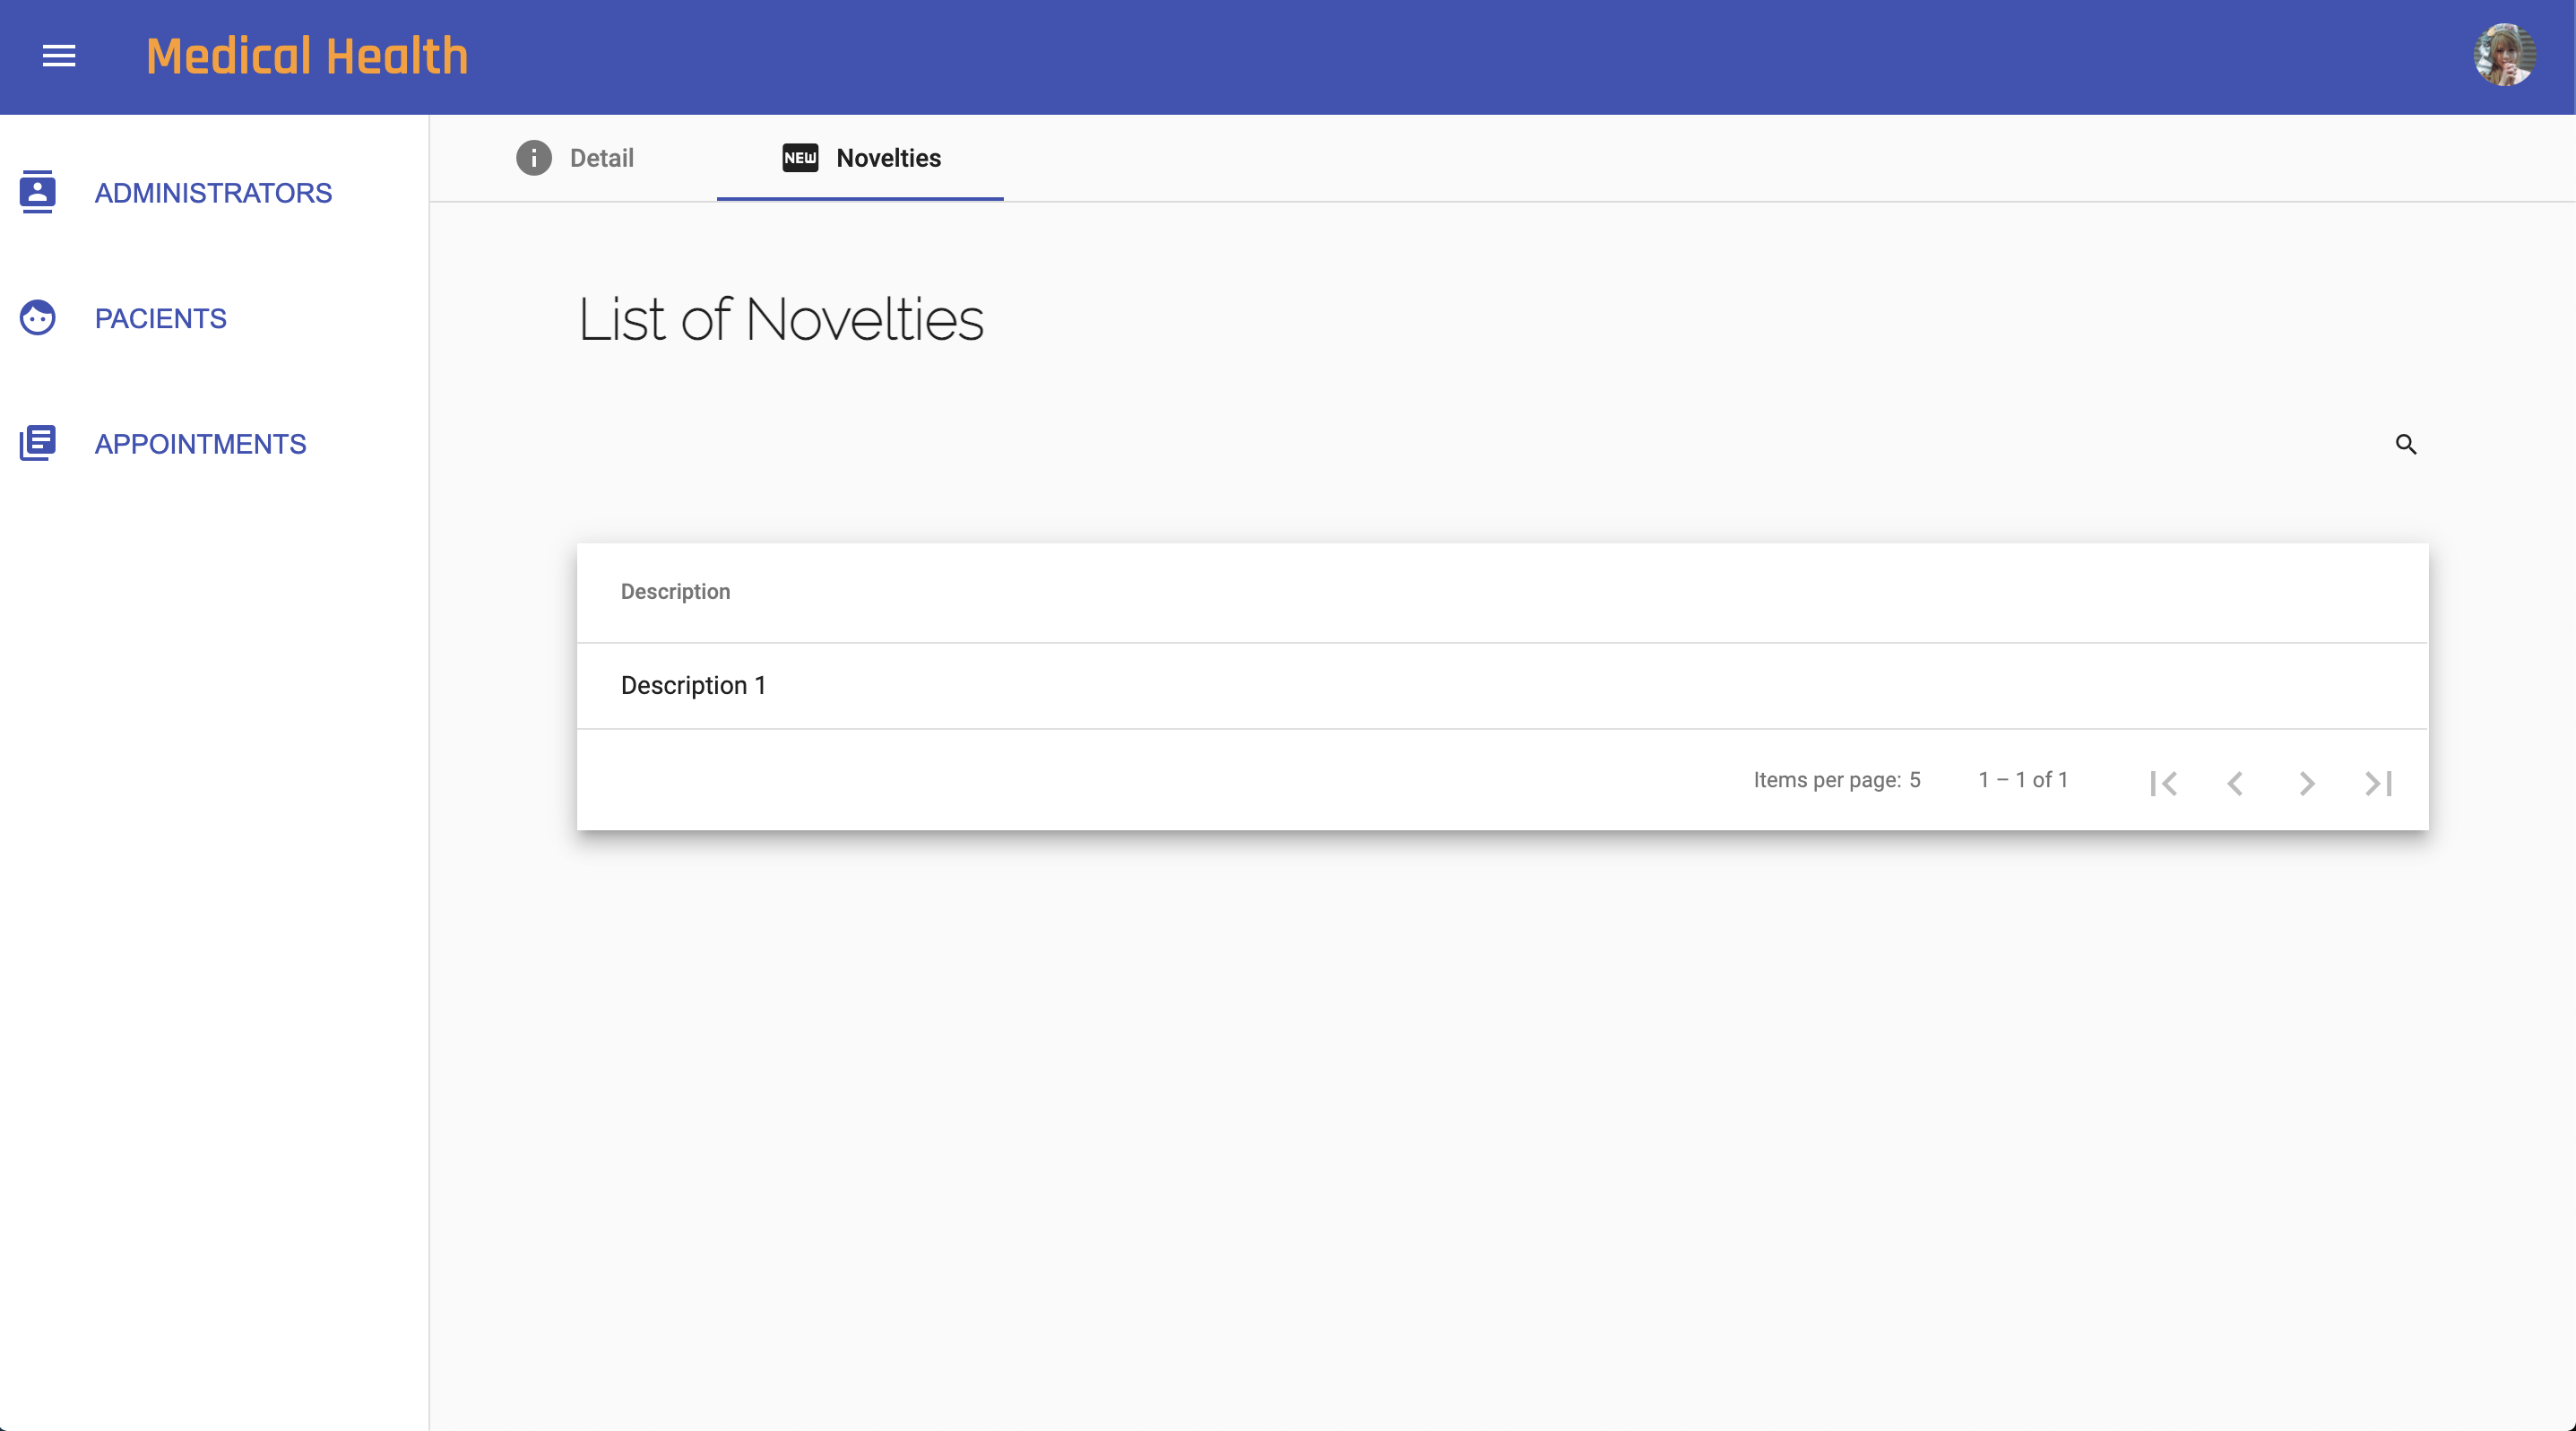 Medical Health
ADMINISTRATORS
PACIENTS
APPOINTMENTS
Detail
NEW Novelties
List of Novelties
Description
Description 1
Items per page: 5 1 – 1 of 1